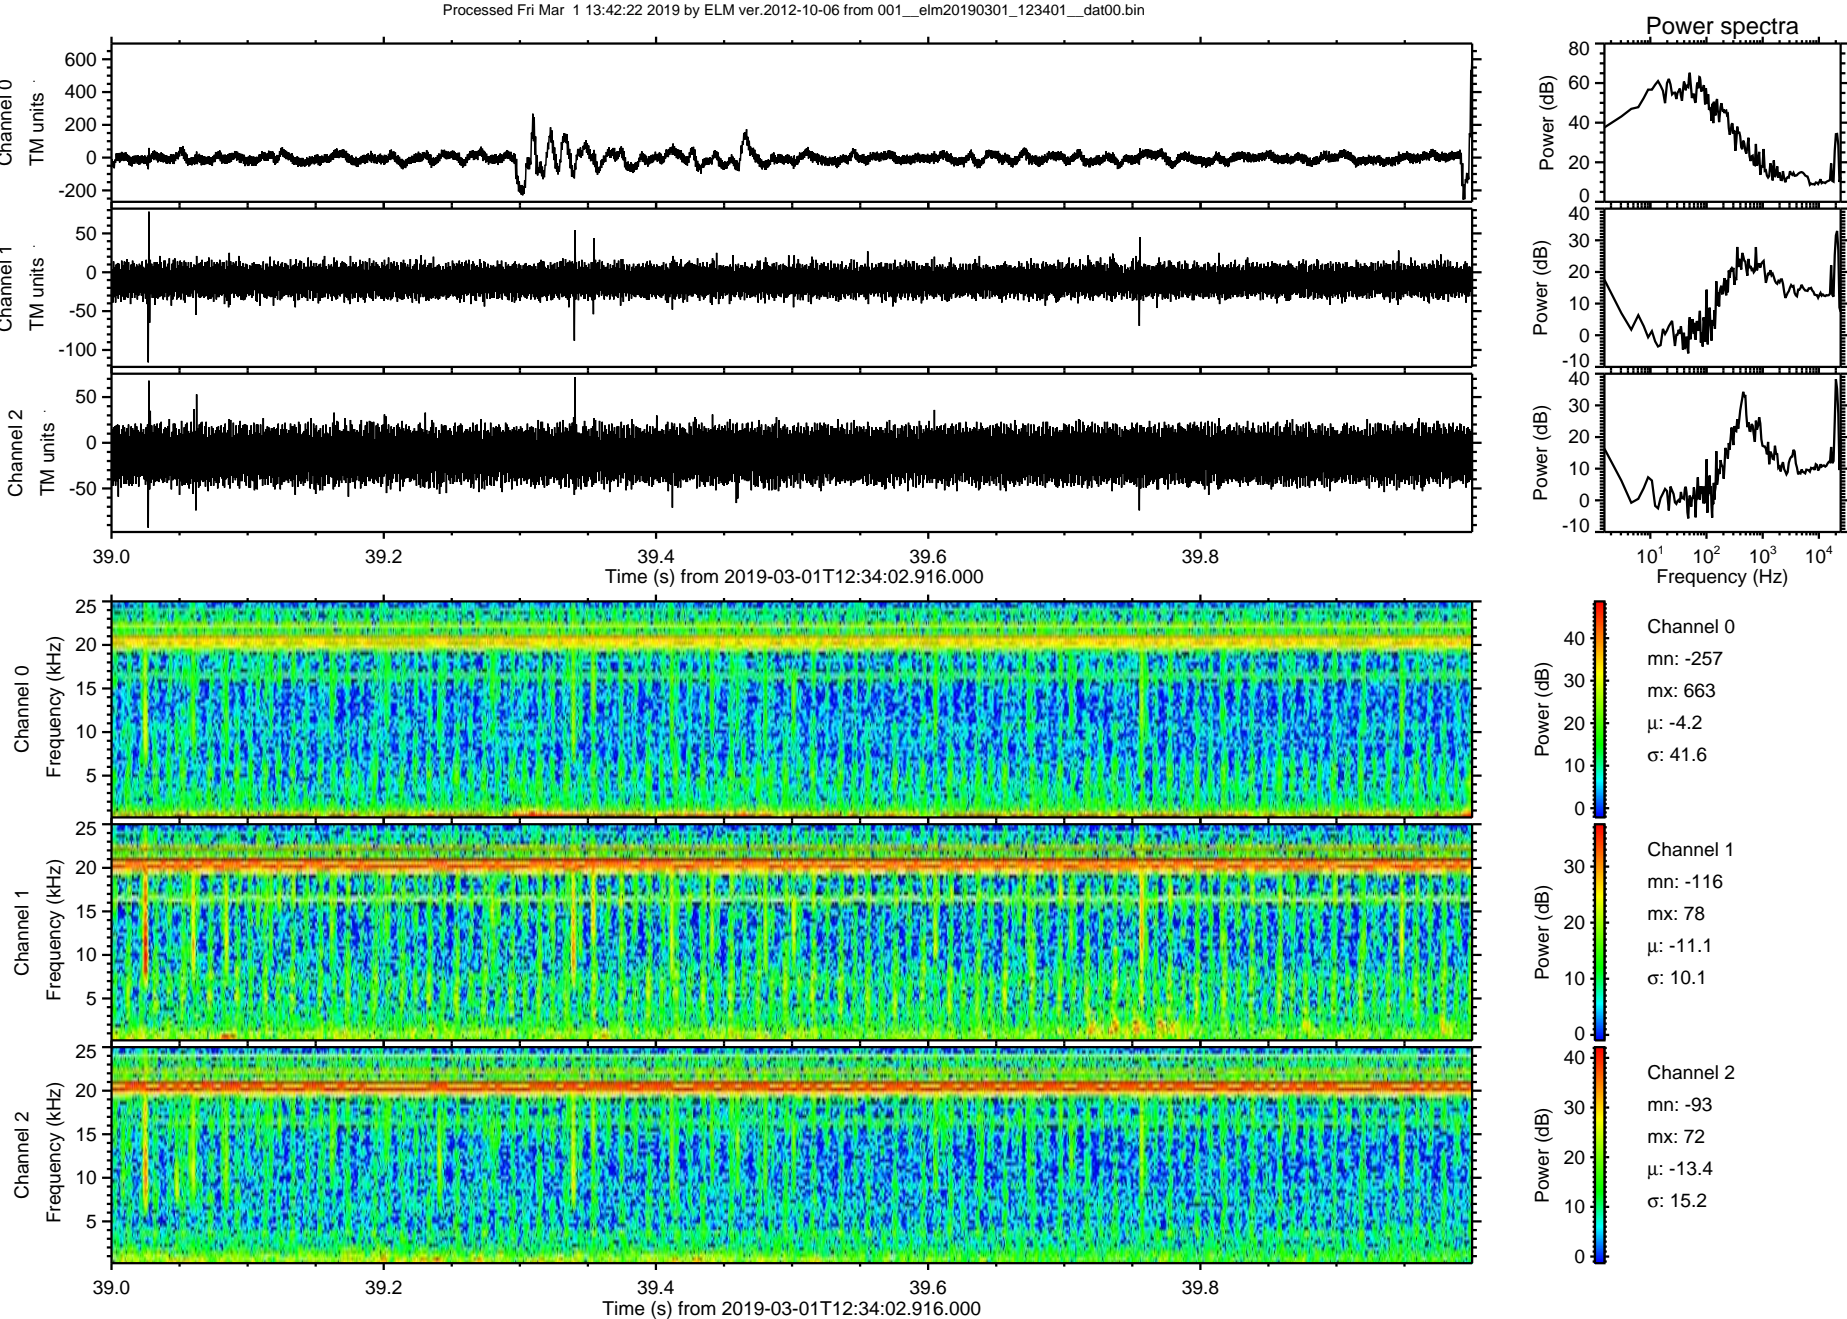 Processed Fri Mar  1 13:42:22 2019 by ELM ver.2012-10-06 from 001__elm20190301_123401__dat00.bin
Power spectra
Channel 0
TM units
600
400
200
0
-200
Power (dB)
80
60
40
20
0
Channel 1
TM units
50
0
-50
-100
Power (dB)
40
30
20
10
0
-10
Channel 2
TM units
50
0
-50
Power (dB)
40
30
20
10
0
-10
39.0 39.2 39.4 39.6 39.8
Time (s) from 2019-03-01T12:34:02.916.000
10^1 10^2 10^3 10^4
Frequency (Hz)
Channel 0
Frequency (kHz)
25
20
15
10
5
Power (dB)
40
30
20
10
0
Channel 0
mn: -257
mx: 663
μ: -4.2
σ: 41.6
Channel 1
Frequency (kHz)
25
20
15
10
5
Power (dB)
30
20
10
0
Channel 1
mn: -116
mx: 78
μ: -11.1
σ: 10.1
Channel 2
Frequency (kHz)
25
20
15
10
5
Power (dB)
40
30
20
10
0
Channel 2
mn: -93
mx: 72
μ: -13.4
σ: 15.2
39.0 39.2 39.4 39.6 39.8
Time (s) from 2019-03-01T12:34:02.916.000